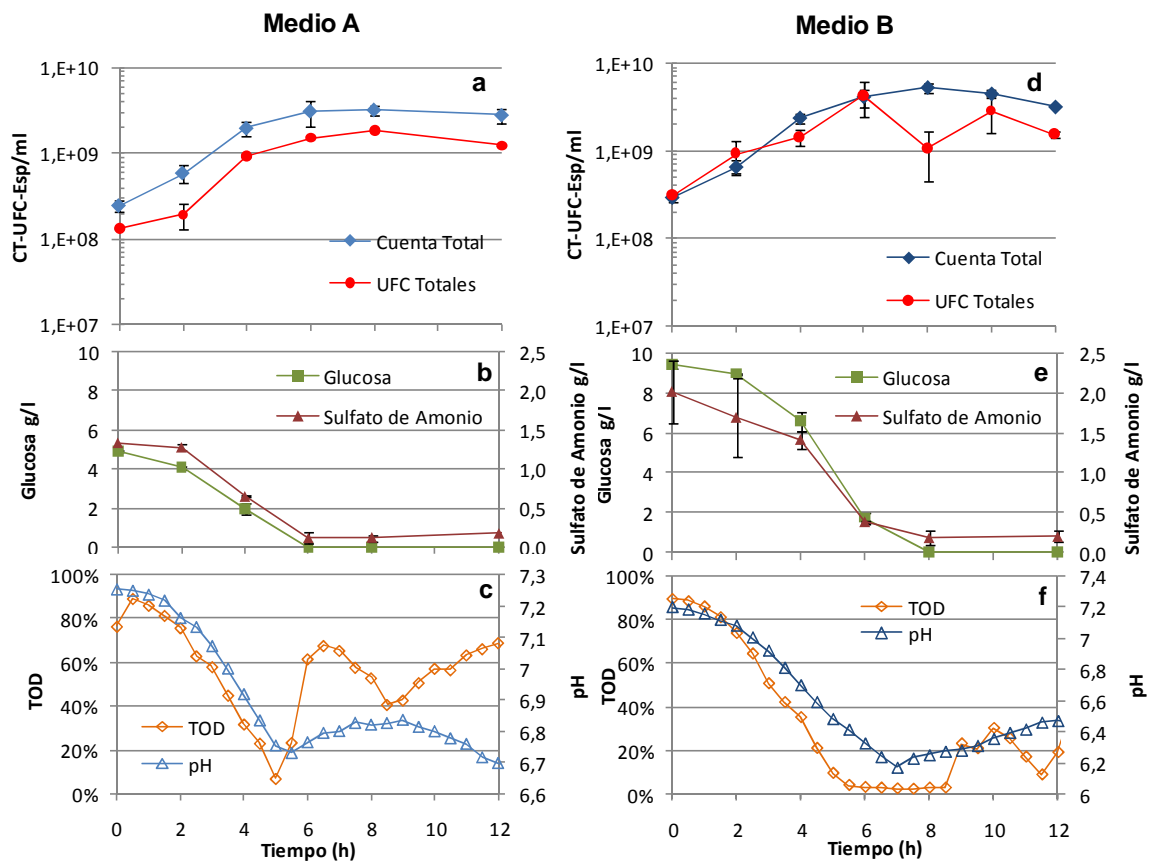 Medio A
Medio B
a
1,E+10
1,E+09
1,E+08
1,E+07
CT-UFC-Esp/ml
Cuenta Total
UFC Totales
d
1,E+10
1,E+09
1,E+08
1,E+07
CT-UFC-Esp/ml
Cuenta Total
UFC Totales
b
10
8
6
4
2
0
Glucosa g/l
Glucosa
Sulfato de Amonio
2,5
2,0
1,5
1,0
0,5
0,0
Sulfato de Amonio g/l
e
10
9
8
7
6
5
4
3
2
1
0
Glucosa g/l
Glucosa
Sulfato de Amonio
2,5
2,0
1,5
1,0
0,5
0,0
Sulfato de Amonio g/l
c
100%
80%
60%
40%
20%
0%
TOD
TOD
pH
7,3
7,2
7,1
7
6,9
6,8
6,7
6,6
pH
0 2 4 6 8 10 12
Tiempo (h)
f
100%
80%
60%
40%
20%
0%
TOD
TOD
pH
7,4
7,2
7
6,8
6,6
6,4
6,2
6
pH
0 2 4 6 8 10 12
Tiempo (h)